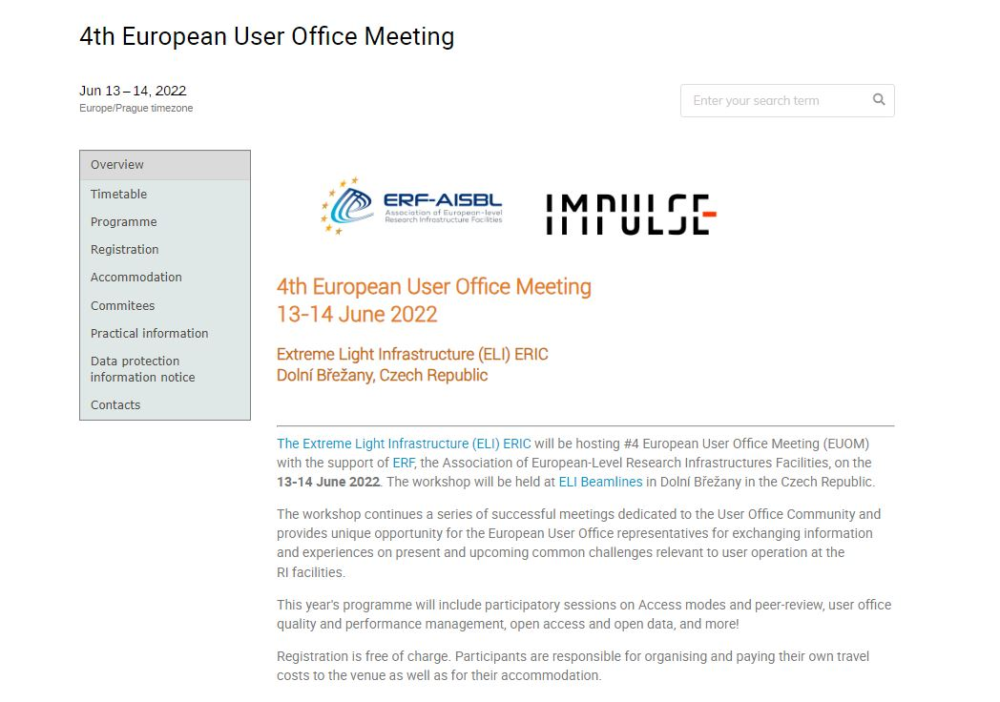 4th European User Office Meeting
Jun 13 – 14, 2022
Europe/Prague timezone
Enter your search term
Overview
Timetable
Programme
Registration
Accommodation
Commitees
Practical information
Data protection
information notice
Contacts
ERF-AISBL
Association of European-level
Research Infrastructure Facilities
IMPULSE
4th European User Office Meeting
13-14 June 2022
Extreme Light Infrastructure (ELI) ERIC
Dolní Břežany, Czech Republic
The Extreme Light Infrastructure (ELI) ERIC will be hosting #4 European User Office Meeting (EUOM)
with the support of ERF, the Association of European-Level Research Infrastructures Facilities, on the
13-14 June 2022. The workshop will be held at ELI Beamlines in Dolní Břežany in the Czech Republic.
The workshop continues a series of successful meetings dedicated to the User Office Community and
provides unique opportunity for the European User Office representatives for exchanging information
and experiences on present and upcoming common challenges relevant to user operation at the
RI facilities.
This year's programme will include participatory sessions on Access modes and peer-review, user office
quality and performance management, open access and open data, and more!
Registration is free of charge. Participants are responsible for organising and paying their own travel
costs to the venue as well as for their accommodation.